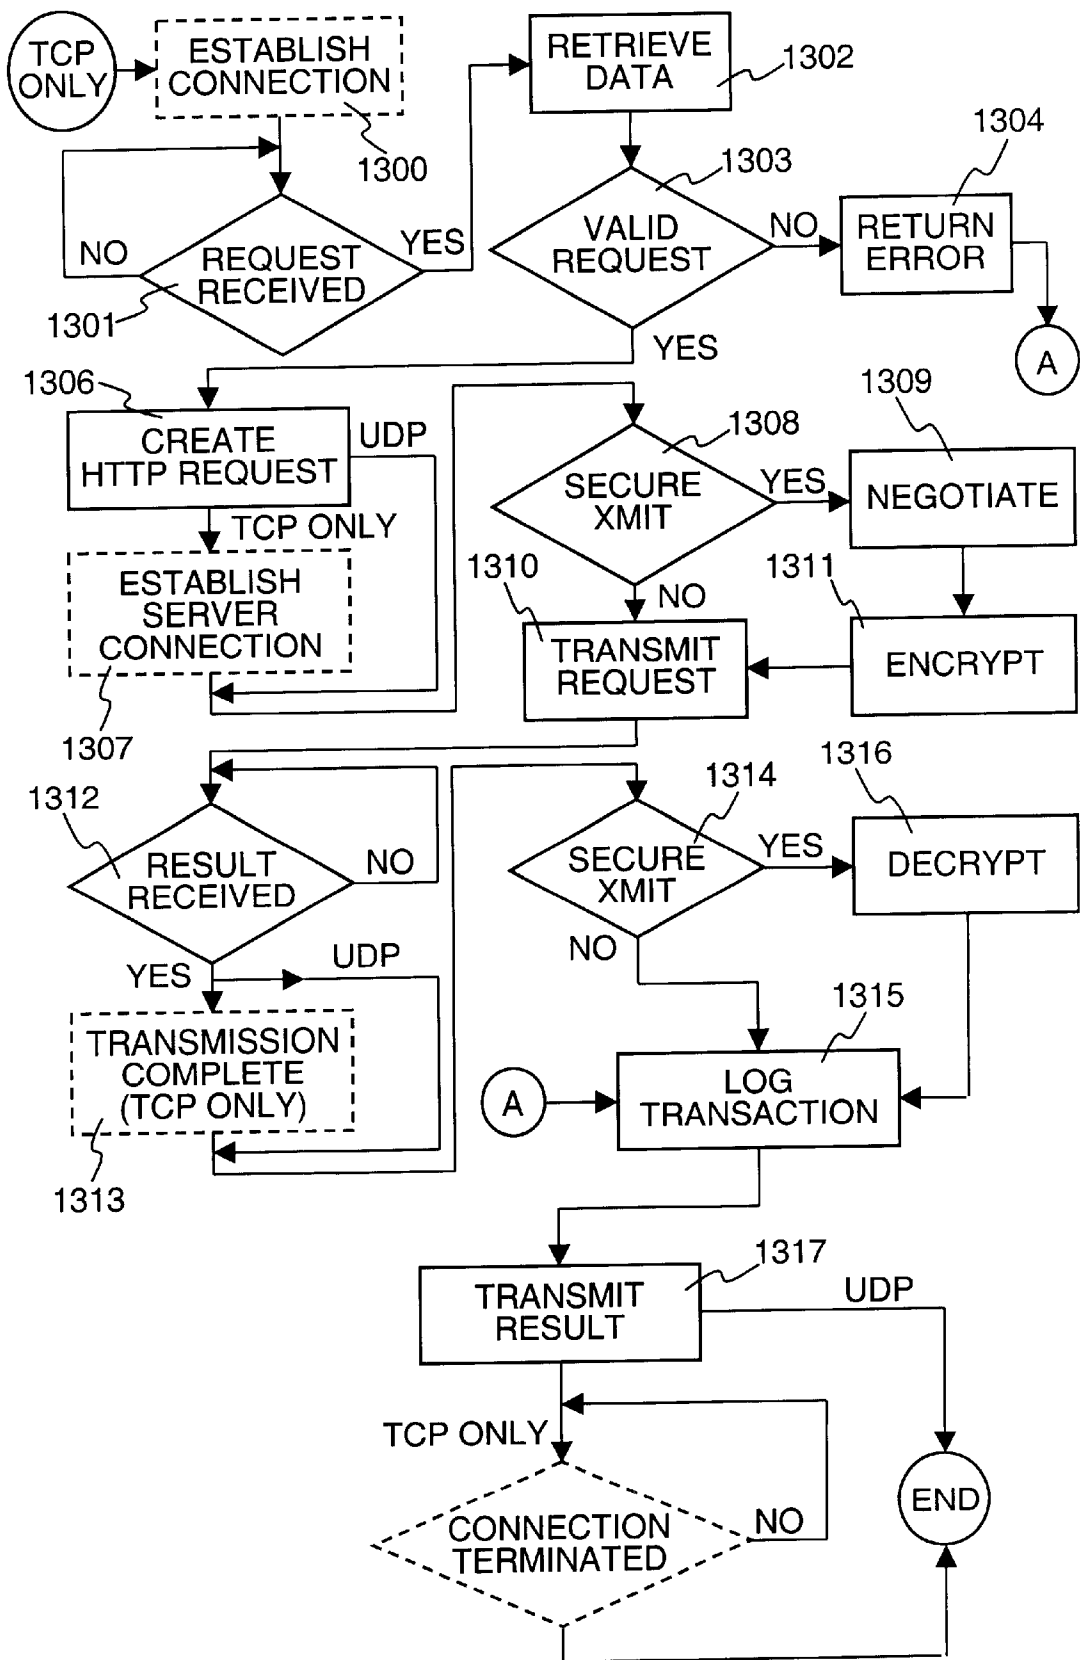 TCP
ONLY
ESTABLISH
CONNECTION
1300
RETRIEVE
DATA
1302
1303
1304
NO
REQUEST
RECEIVED
YES
1301
VALID
REQUEST
NO
RETURN
ERROR
YES
A
1306
CREATE
HTTP REQUEST
UDP
1308
1309
SECURE
XMIT
YES
NEGOTIATE
TCP ONLY
ESTABLISH
SERVER
CONNECTION
1307
1310
NO
1311
TRANSMIT
REQUEST
ENCRYPT
1312
RESULT
RECEIVED
NO
1314
1316
SECURE
XMIT
YES
DECRYPT
NO
YES
UDP
TRANSMISSION
COMPLETE
(TCP ONLY)
1313
1315
A
LOG
TRANSACTION
1317
TRANSMIT
RESULT
UDP
TCP ONLY
CONNECTION
TERMINATED
NO
END